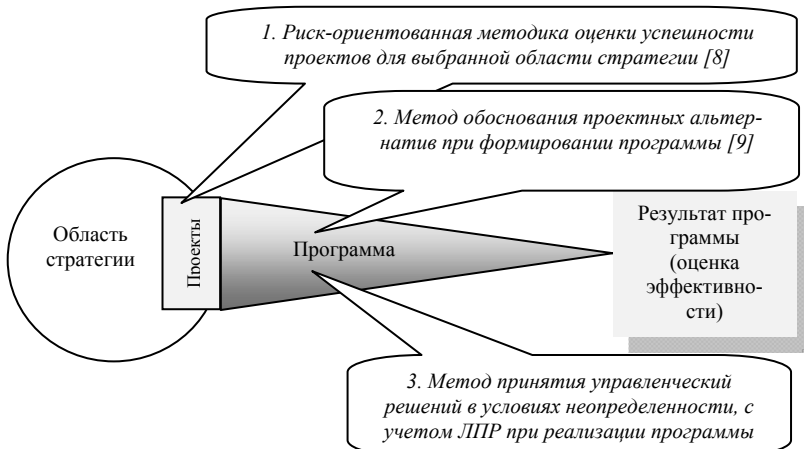 1. Риск-ориентованная методика оценки успешности
проектов для выбранной области стратегии [8]
2. Метод обоснования проектных альтер-
натив при формировании программы [9]
Область
стратегии
Проекты
Программа
Результат про-
граммы
(оценка
эффективно-
сти)
3. Метод принятия управленческий
решений в условиях неопределенности, с
учетом ЛПР при реализации программы